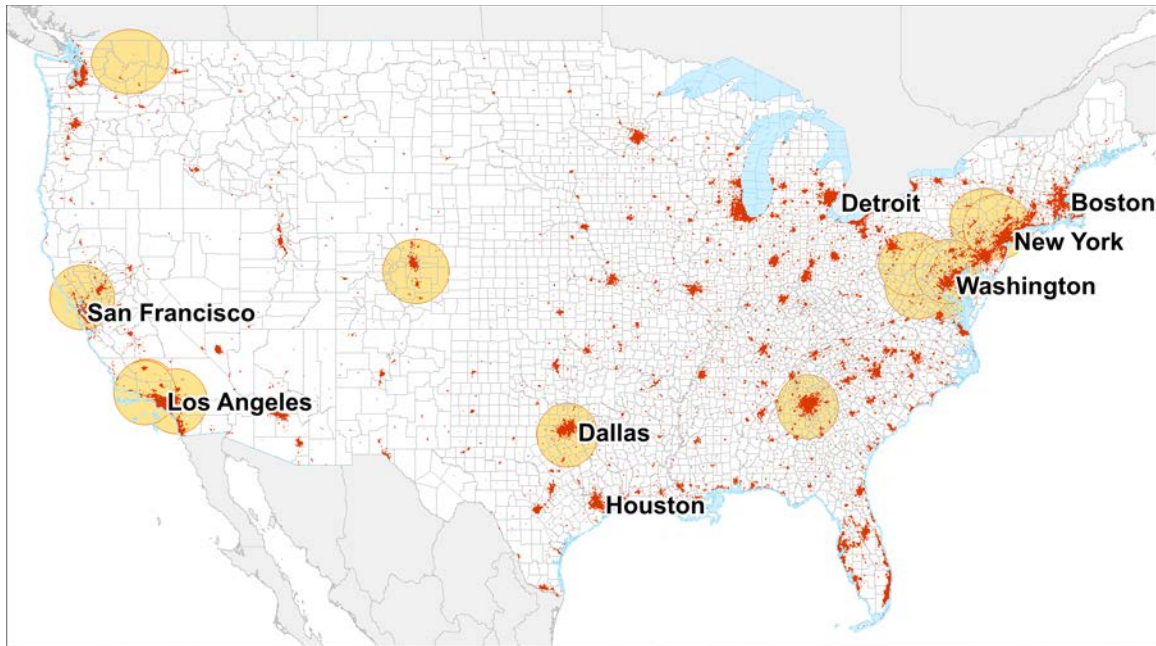 Detroit
Boston
New York
Washington
San Francisco
Los Angeles
Dallas
Houston